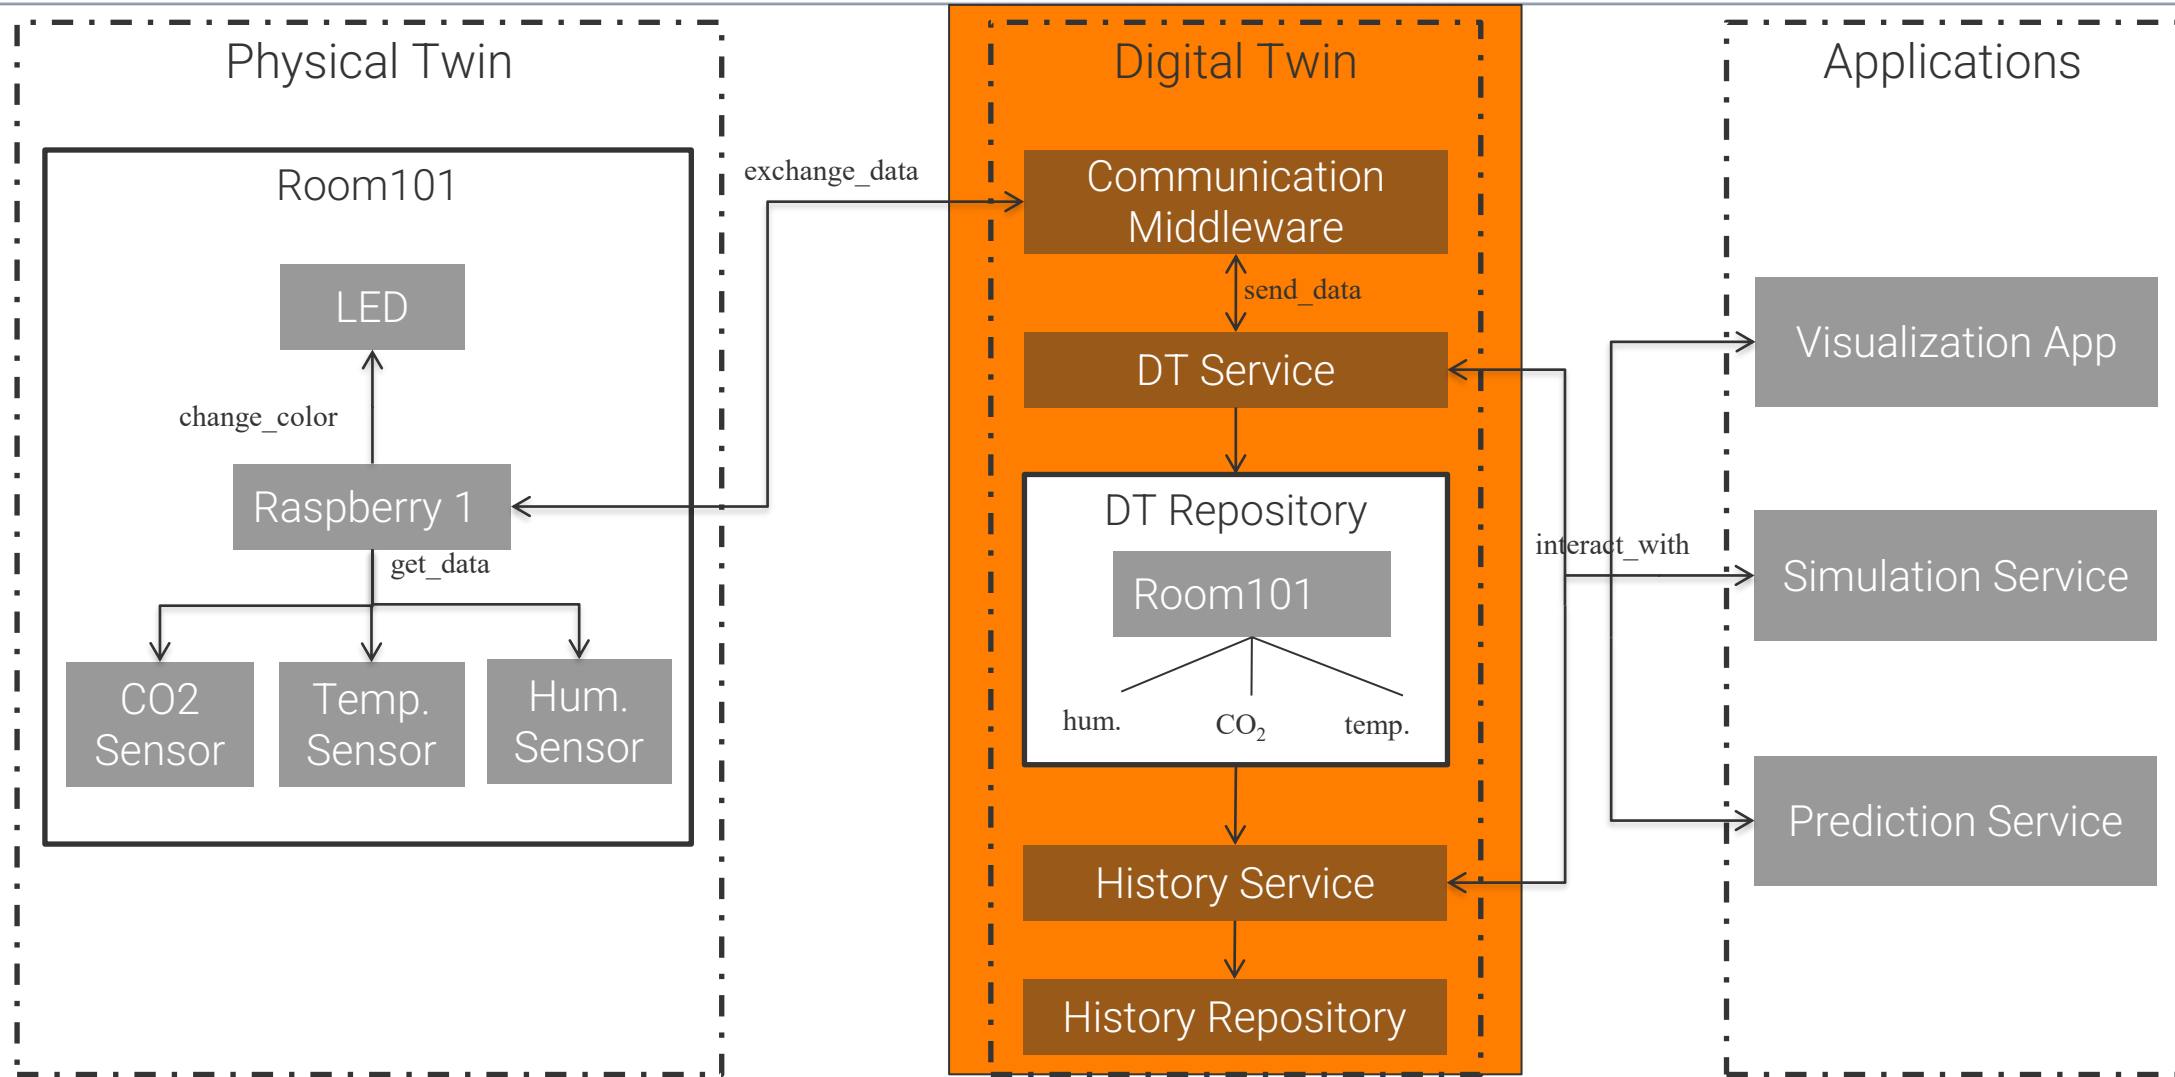 Physical Twin
Room101
LED
change_color
Raspberry 1
get_data
CO2
Sensor
Temp.
Sensor
Hum.
Sensor
exchange_data
Digital Twin
Communication
Middleware
send_data
DT Service
DT Repository
Room101
hum.
CO₂
temp.
History Service
History Repository
interact_with
Applications
Visualization App
Simulation Service
Prediction Service